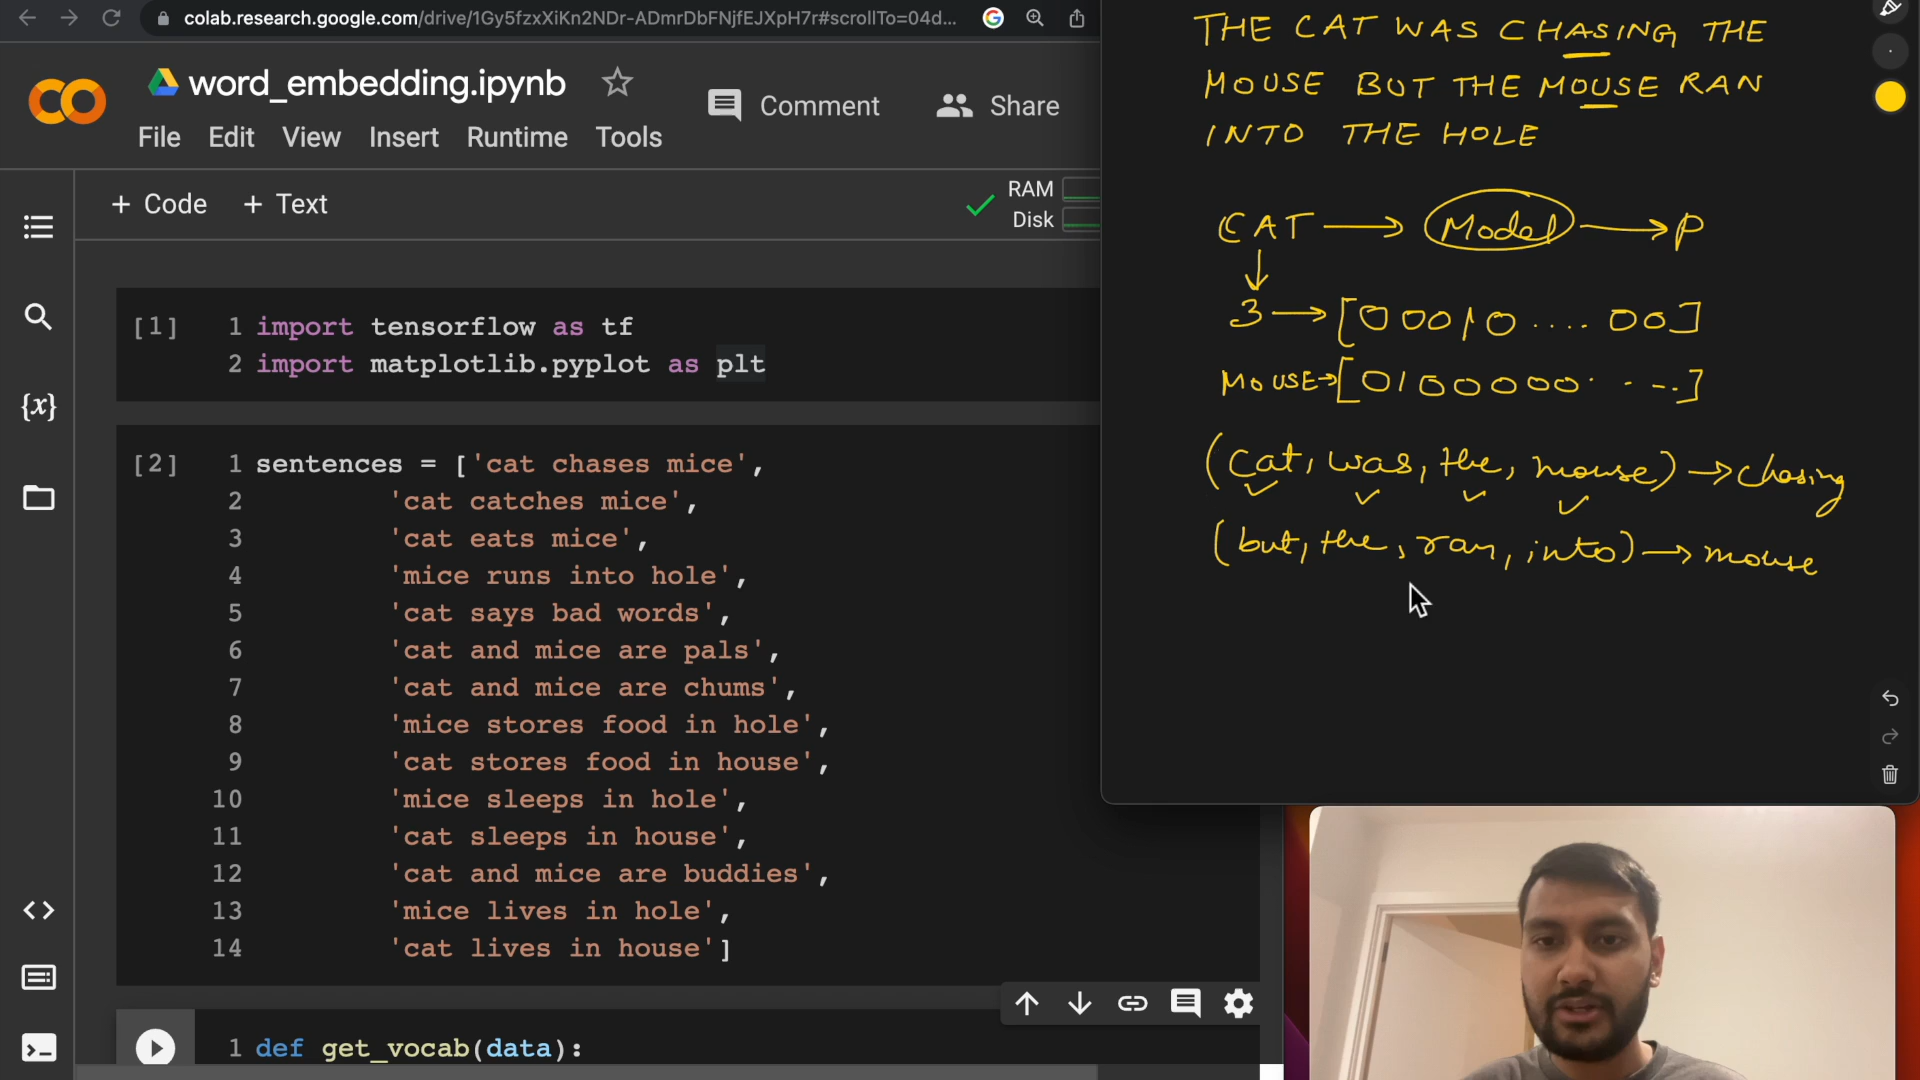 colab.research.google.com/drive/1Gy5fzxXiKn2NDr-ADmrDbFNjfEJXpH7r#scrollTo=04d...
word_embedding.ipynb
Comment
Share
File Edit View Insert Runtime Tools
+ Code + Text
RAM
Disk
[1]
1 import tensorflow as tf
2 import matplotlib.pyplot as plt
[2]
1 sentences = ['cat chases mice',
2 'cat catches mice',
3 'cat eats mice',
4 'mice runs into hole',
5 'cat says bad words',
6 'cat and mice are pals',
7 'cat and mice are chums',
8 'mice stores food in hole',
9 'cat stores food in house',
10 'mice sleeps in hole',
11 'cat sleeps in house',
12 'cat and mice are buddies',
13 'mice lives in hole',
14 'cat lives in house']
1 def get_vocab(data):
THE CAT WAS CHASING THE
MOUSE BUT THE MOUSE RAN
INTO THE HOLE
CAT → Model → P
3 → [0 0 0 1 0 .... 0 0]
MOUSE → [0 1 0 0 0 0 0 . . - ..]
(cat, was, the, mouse) → chasing
(but, the, ran, into) → mouse